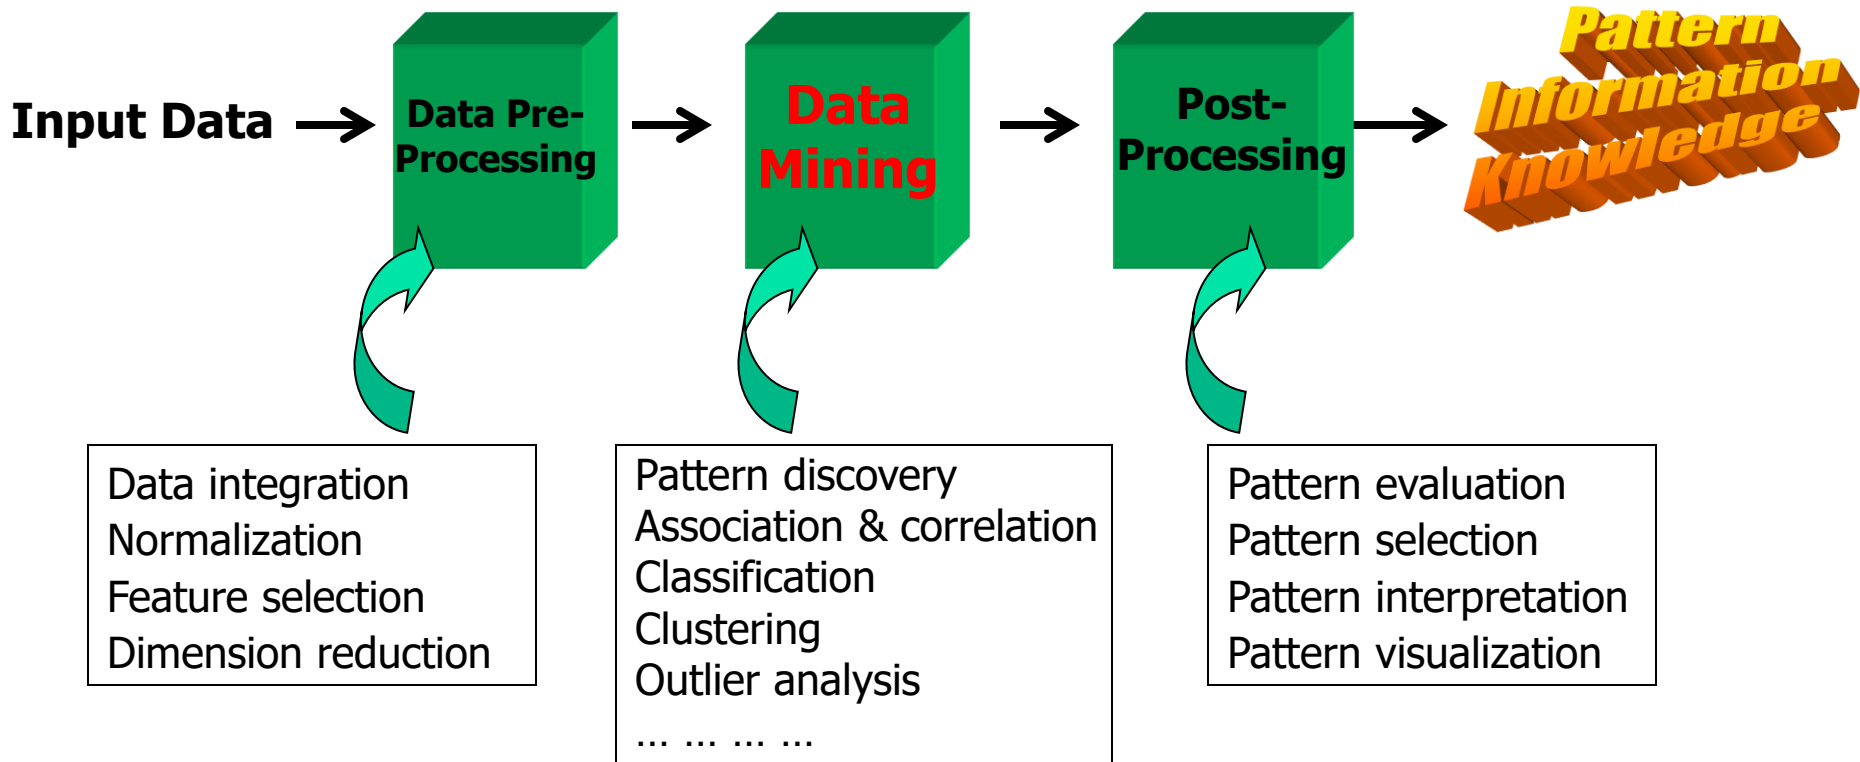 Input Data
Data Pre-
Processing
Data
Mining
Post-
Processing
Pattern
Information
Knowledge
Data integration
Normalization
Feature selection
Dimension reduction
Pattern discovery
Association & correlation
Classification
Clustering
Outlier analysis
… … … …
Pattern evaluation
Pattern selection
Pattern interpretation
Pattern visualization